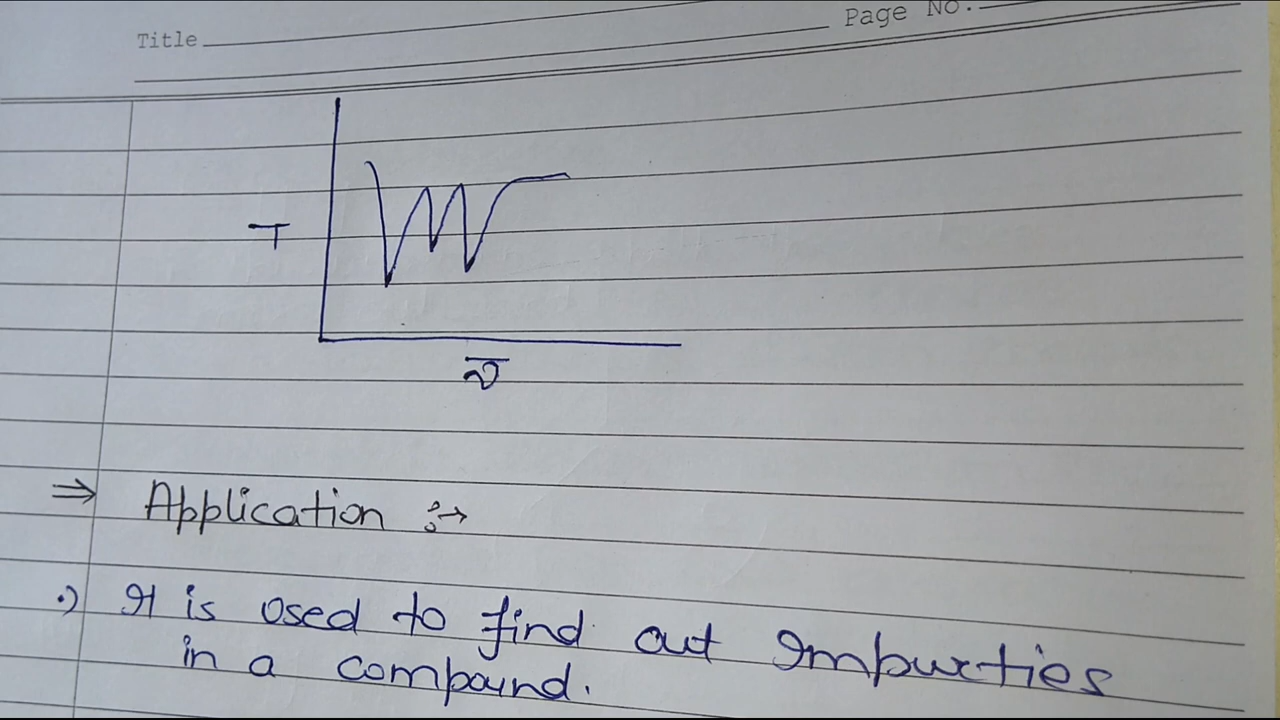 Title
Page No.
T
ν̅
⇒ Application :→
•) It is used to find out Impurties
in a compound.